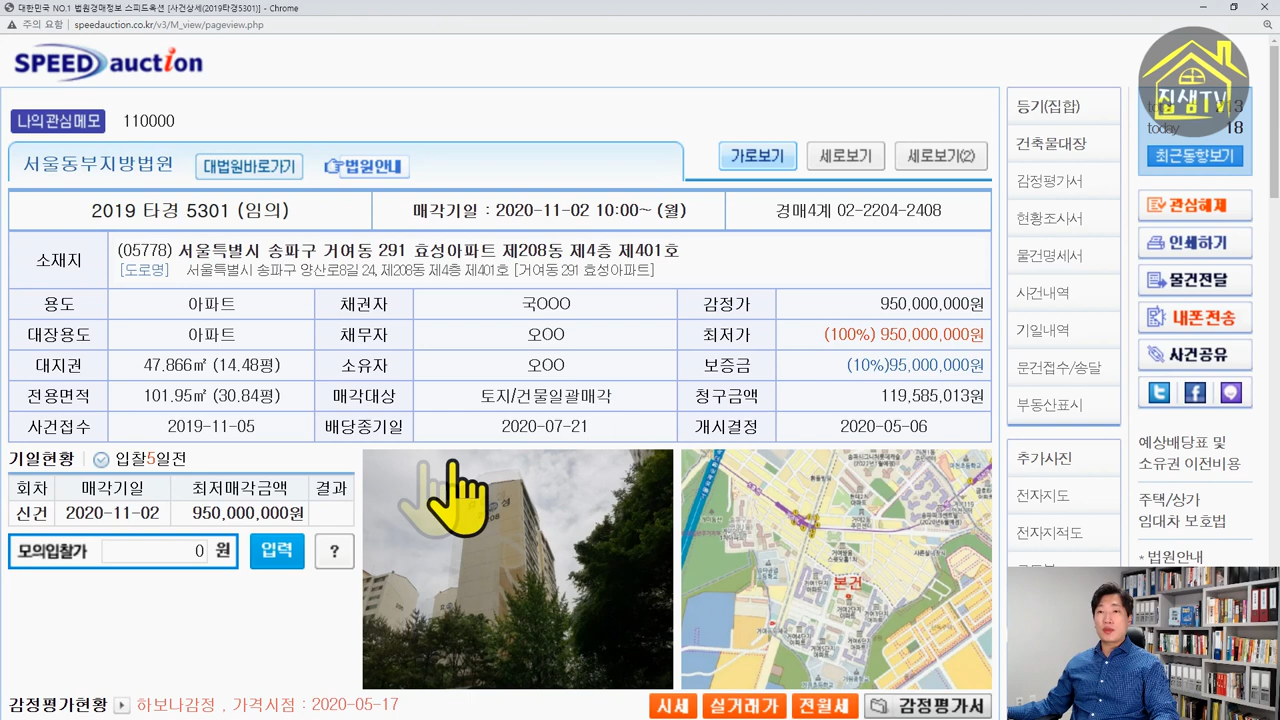 대한민국 NO.1 법원경매정보 스피드옥션 [사건상세(2019타경5301)] - Chrome
주의 요함 | speedauction.co.kr/v3/M_view/pageview.php
SPEED auction
나의관심메모 110000
서울동부지방법원 대법원바로가기 법원안내 가로보기 세로보기 세로보기(2)
2019 타경 5301 (임의) 매각기일 : 2020-11-02 10:00~ (월) 경매4계 02-2204-2408
소재지 (05778) 서울특별시 송파구 거여동 291 효성아파트 제208동 제4층 제401호
[도로명] 서울특별시 송파구 양산로8길 24, 제208동 제4층 제401호 [거여동 291 효성아파트]
용도 아파트 채권자 국OOO 감정가 950,000,000원
대장용도 아파트 채무자 오OO 최저가 (100%) 950,000,000원
대지권 47.866㎡ (14.48평) 소유자 오OO 보증금 (10%)95,000,000원
전용면적 101.95㎡ (30.84평) 매각대상 토지/건물일괄매각 청구금액 119,585,013원
사건접수 2019-11-05 배당종기일 2020-07-21 개시결정 2020-05-06
기일현황 입찰5일전
회차 매각기일 최저매각금액 결과
신건 2020-11-02 950,000,000원
모의입찰가 0 원 입력 ?
본건
감정평가현황 하보나감정 , 가격시점 : 2020-05-17
시세 실거래가 전월세 감정평가서
등기(집합)
건축물대장
감정평가서
현황조사서
물건명세서
사건내역
기일내역
문건접수/송달
부동산표시
추가사진
전자지도
전자지적도
집샘TV
today 18
최근동향보기
관심해제
인쇄하기
물건전달
내폰전송
사건공유
예상배당표 및
소유권 이전비용
주택/상가
임대차 보호법
* 법원안내